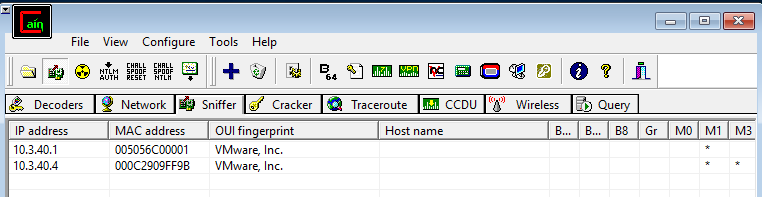 Cain
File View Configure Tools Help
NTLM AUTH CHALL SPOOF RESET CHALL SPOOF NTLM B64 VPN
Decoders Network Sniffer Cracker Traceroute CCDU Wireless Query
IP address MAC address OUI fingerprint Host name B... B... B8 Gr M0 M1 M3
10.3.40.1 005056C00001 VMware, Inc. *
10.3.40.4 000C2909FF9B VMware, Inc. * *